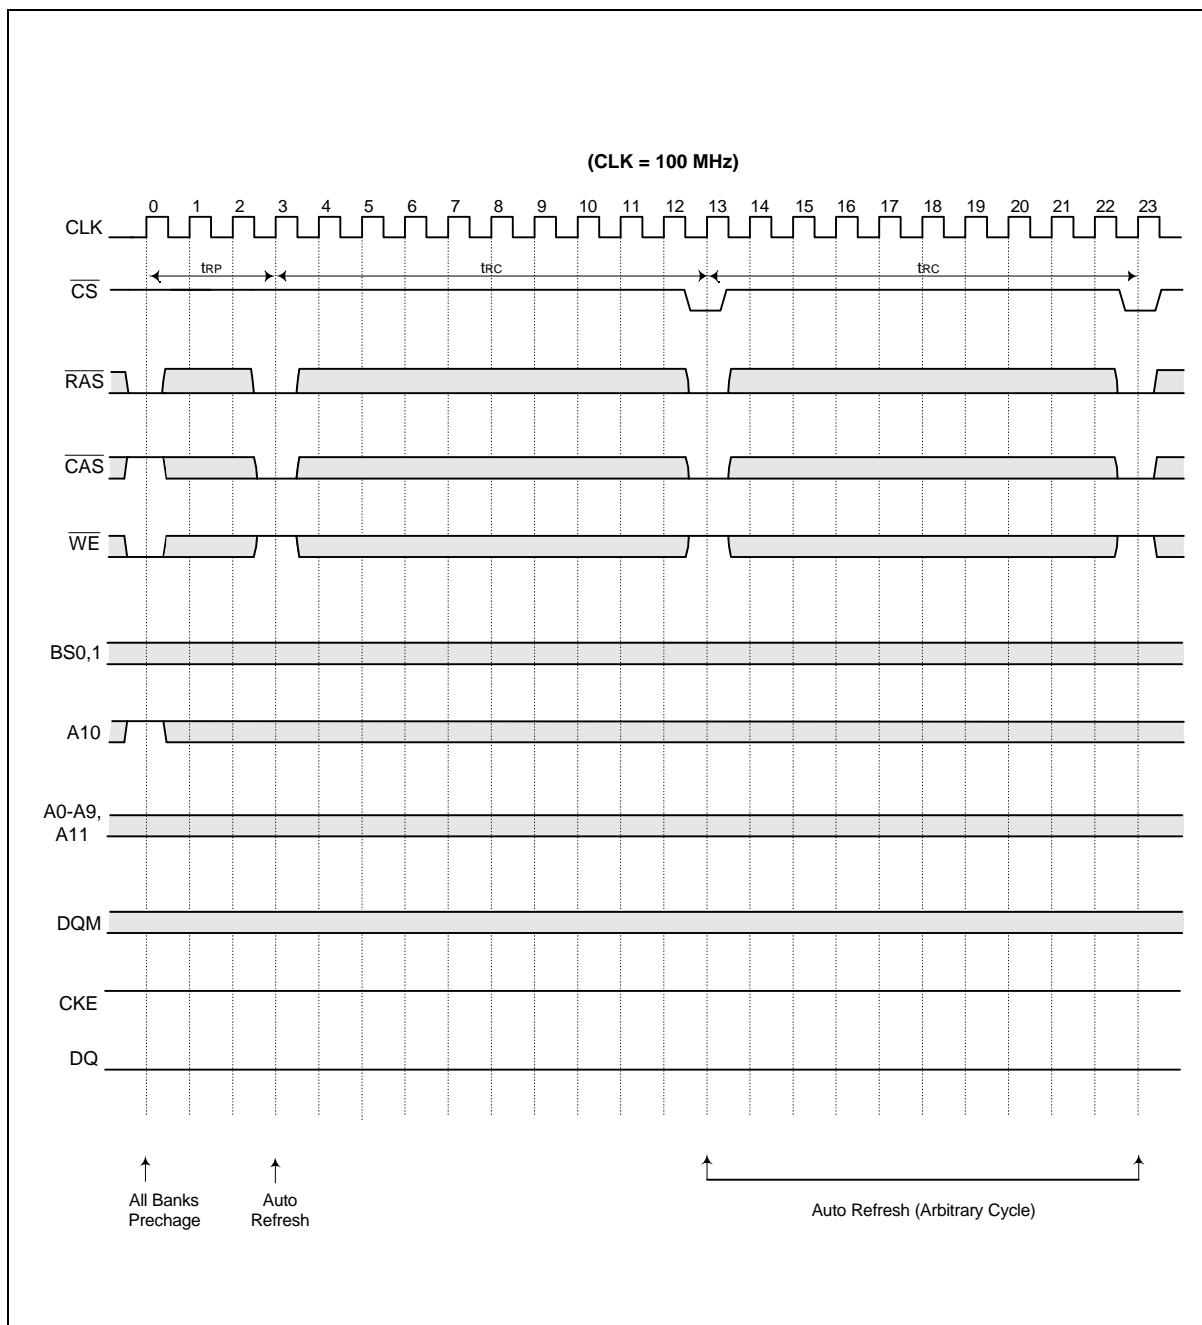 (CLK = 100 MHz)
0 1 2 3 4 5 6 7 8 9 10 11 12 13 14 15 16 17 18 19 20 21 22 23
CLK
tRP tRC tRC
CS
RAS
CAS
WE
BS0,1
A10
A0-A9,
A11
DQM
CKE
DQ
All Banks
Prechage
Auto
Refresh
Auto Refresh (Arbitrary Cycle)